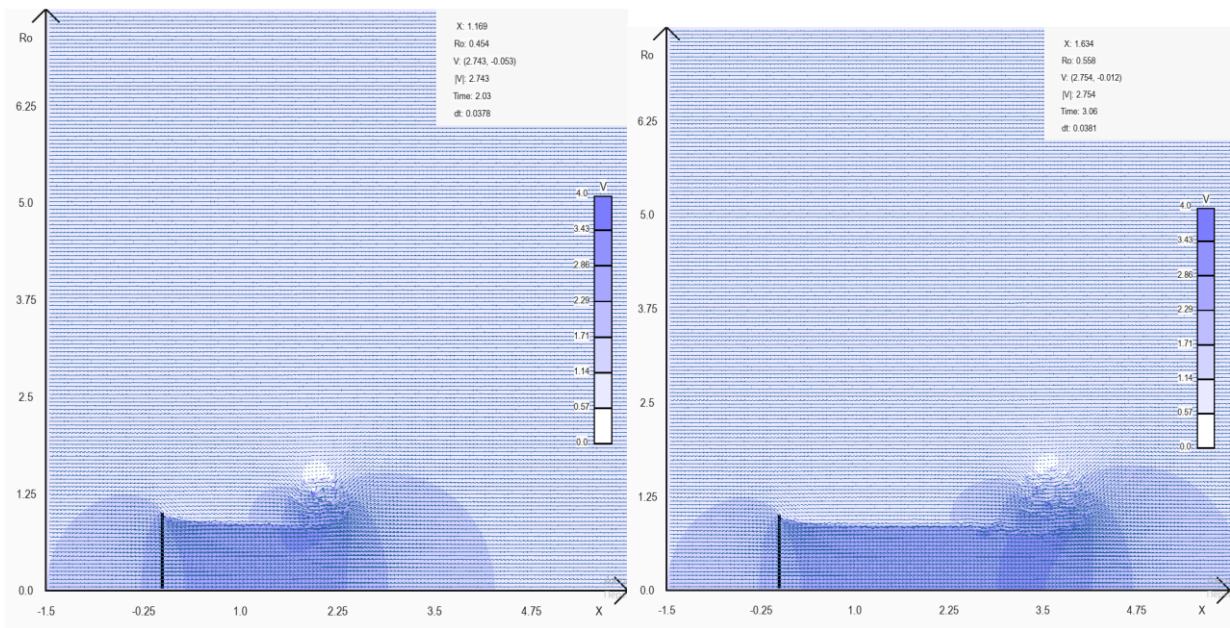 Ro
6.25
5.0
3.75
2.5
1.25
0.0
-1.5
-0.25
1.0
2.25
3.5
4.75
X
X: 1.169
Ro: 0.454
V: (2.743, -0.053)
|V|: 2.743
Time: 2.03
dt: 0.0378
V
4.0
3.43
2.86
2.29
1.71
1.14
0.57
0.0
Ro
6.25
5.0
3.75
2.5
1.25
0.0
-1.5
-0.25
1.0
2.25
3.5
4.75
X
X: 1.634
Ro: 0.558
V: (2.754, -0.012)
|V|: 2.754
Time: 3.06
dt: 0.0381
V
4.0
3.43
2.86
2.29
1.71
1.14
0.57
0.0